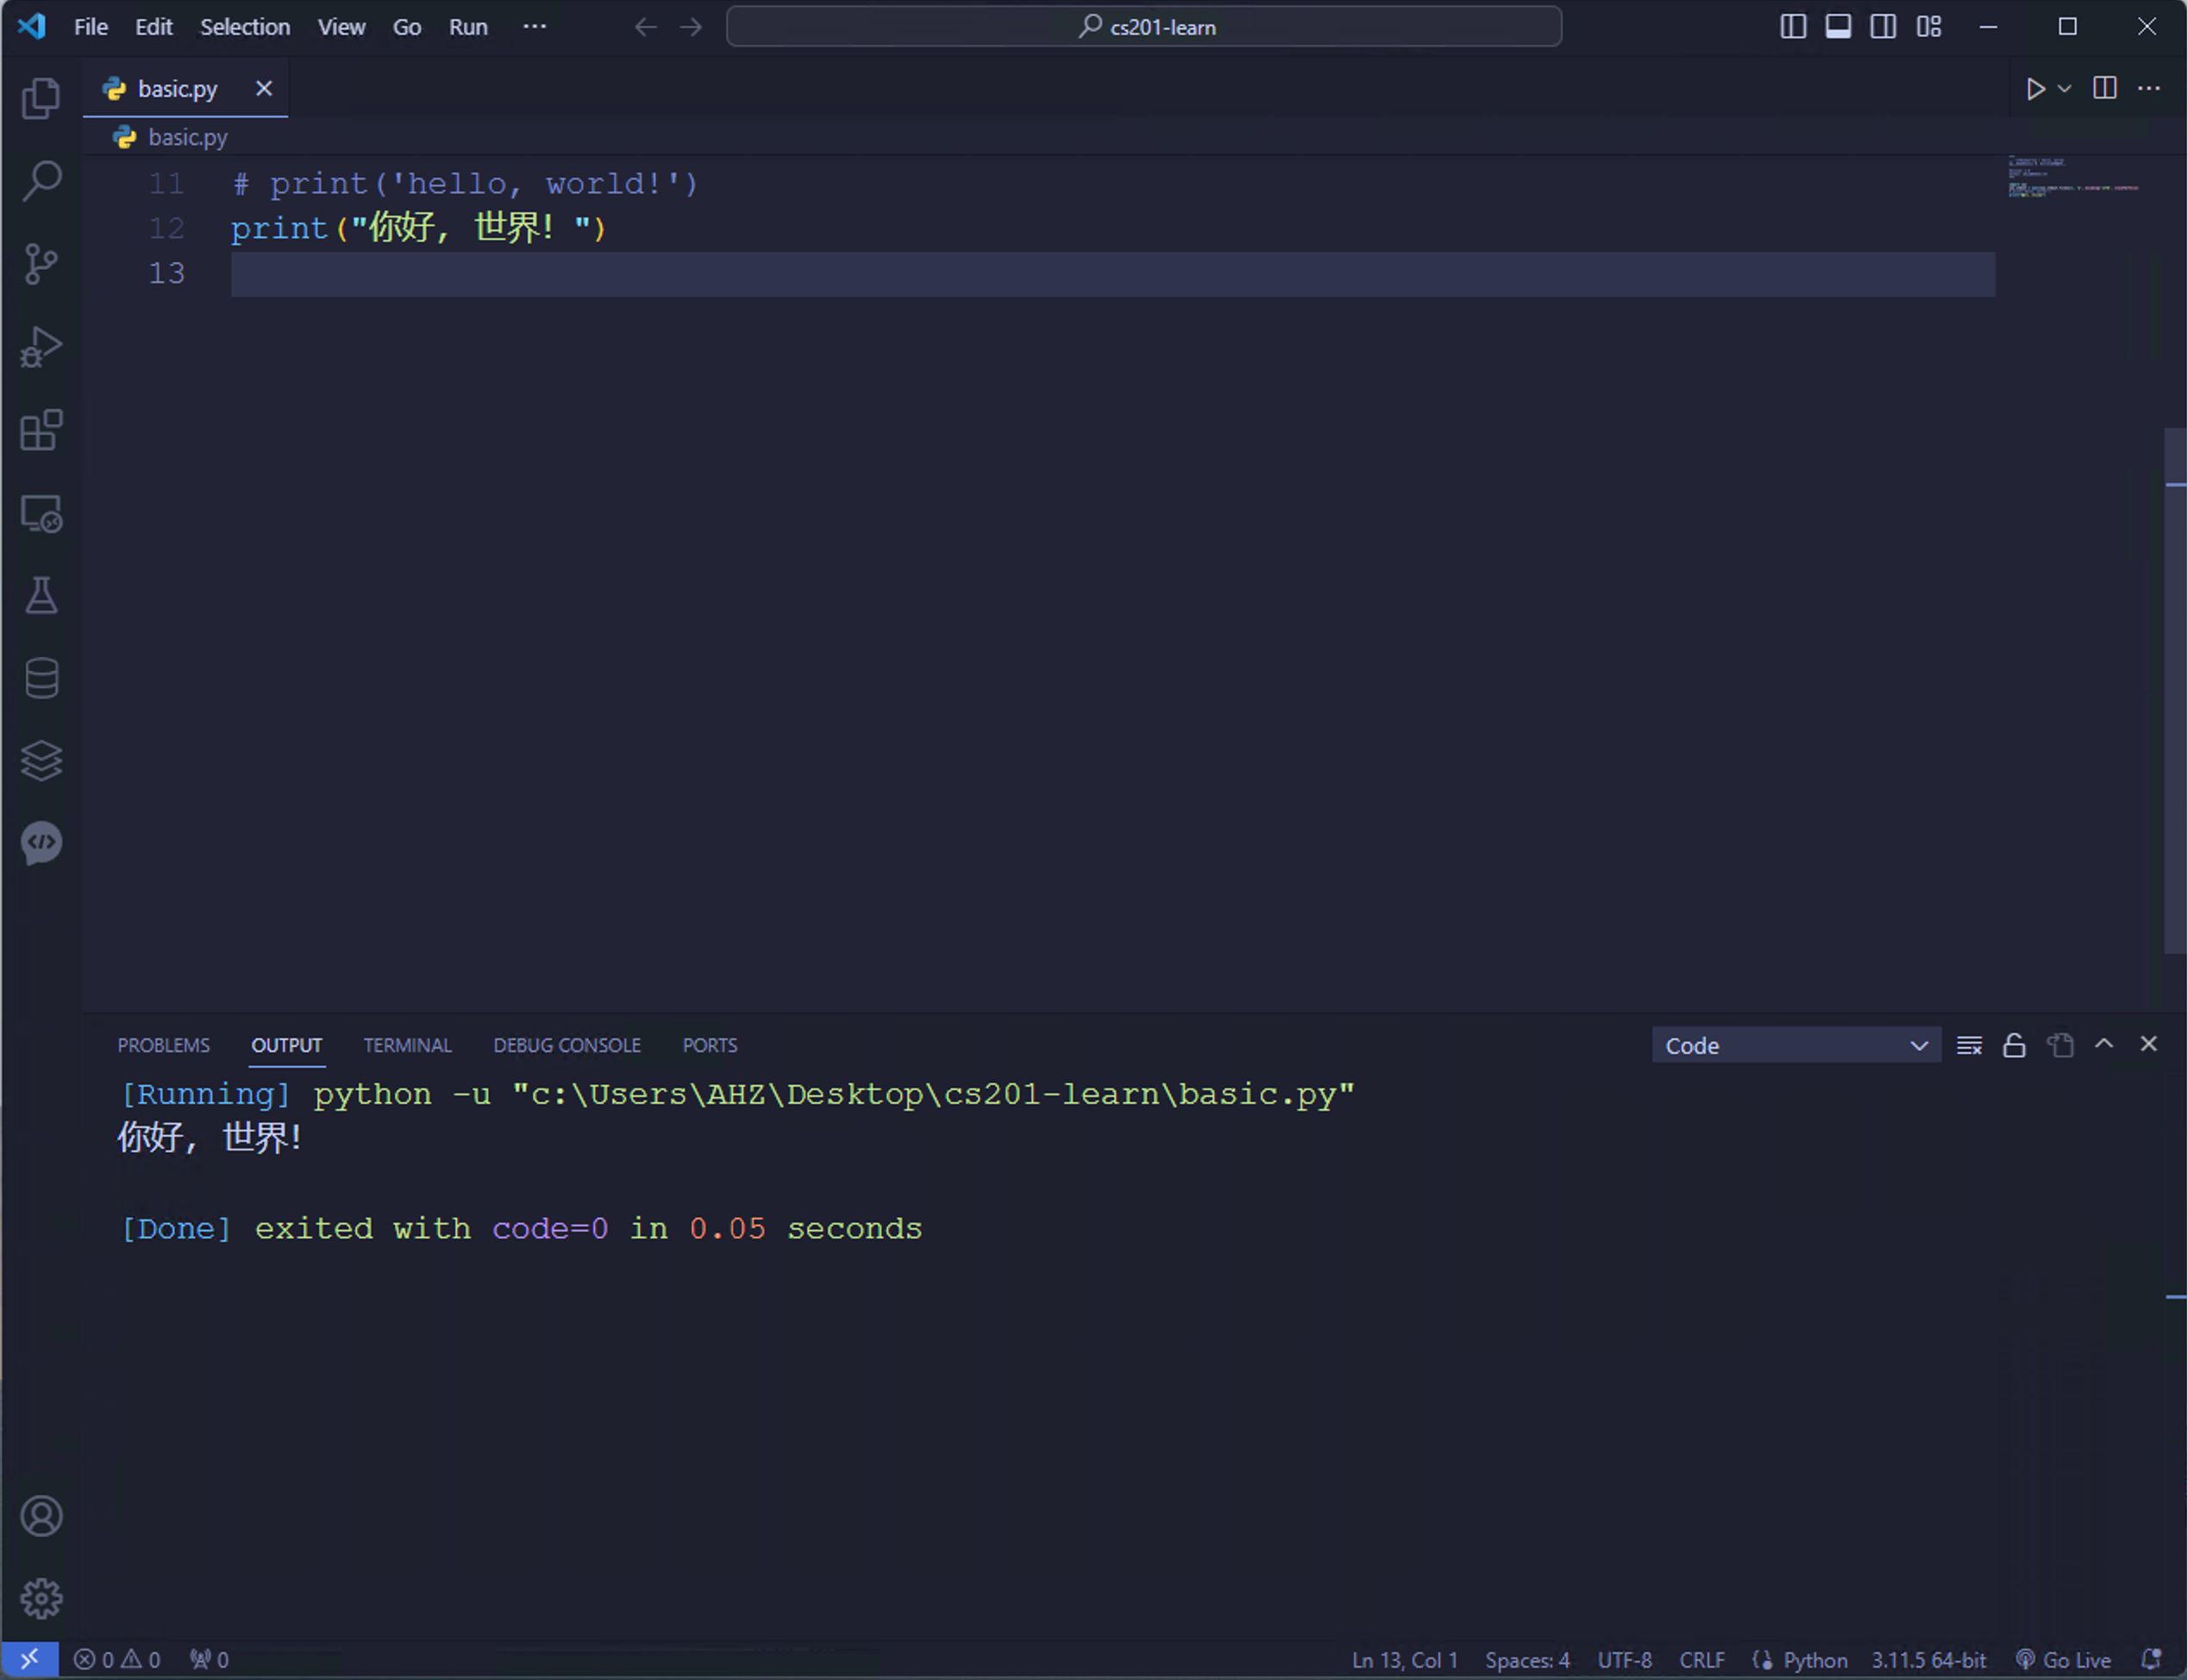 File Edit Selection View Go Run ··· cs201-learn
basic.py
basic.py
11 # print('hello, world!')
12 print("你好, 世界! ")
13
PROBLEMS OUTPUT TERMINAL DEBUG CONSOLE PORTS Code
[Running] python -u "c:\Users\AHZ\Desktop\cs201-learn\basic.py"
你好, 世界!
[Done] exited with code=0 in 0.05 seconds
0 0 0 Ln 13, Col 1 Spaces: 4 UTF-8 CRLF Python 3.11.5 64-bit Go Live